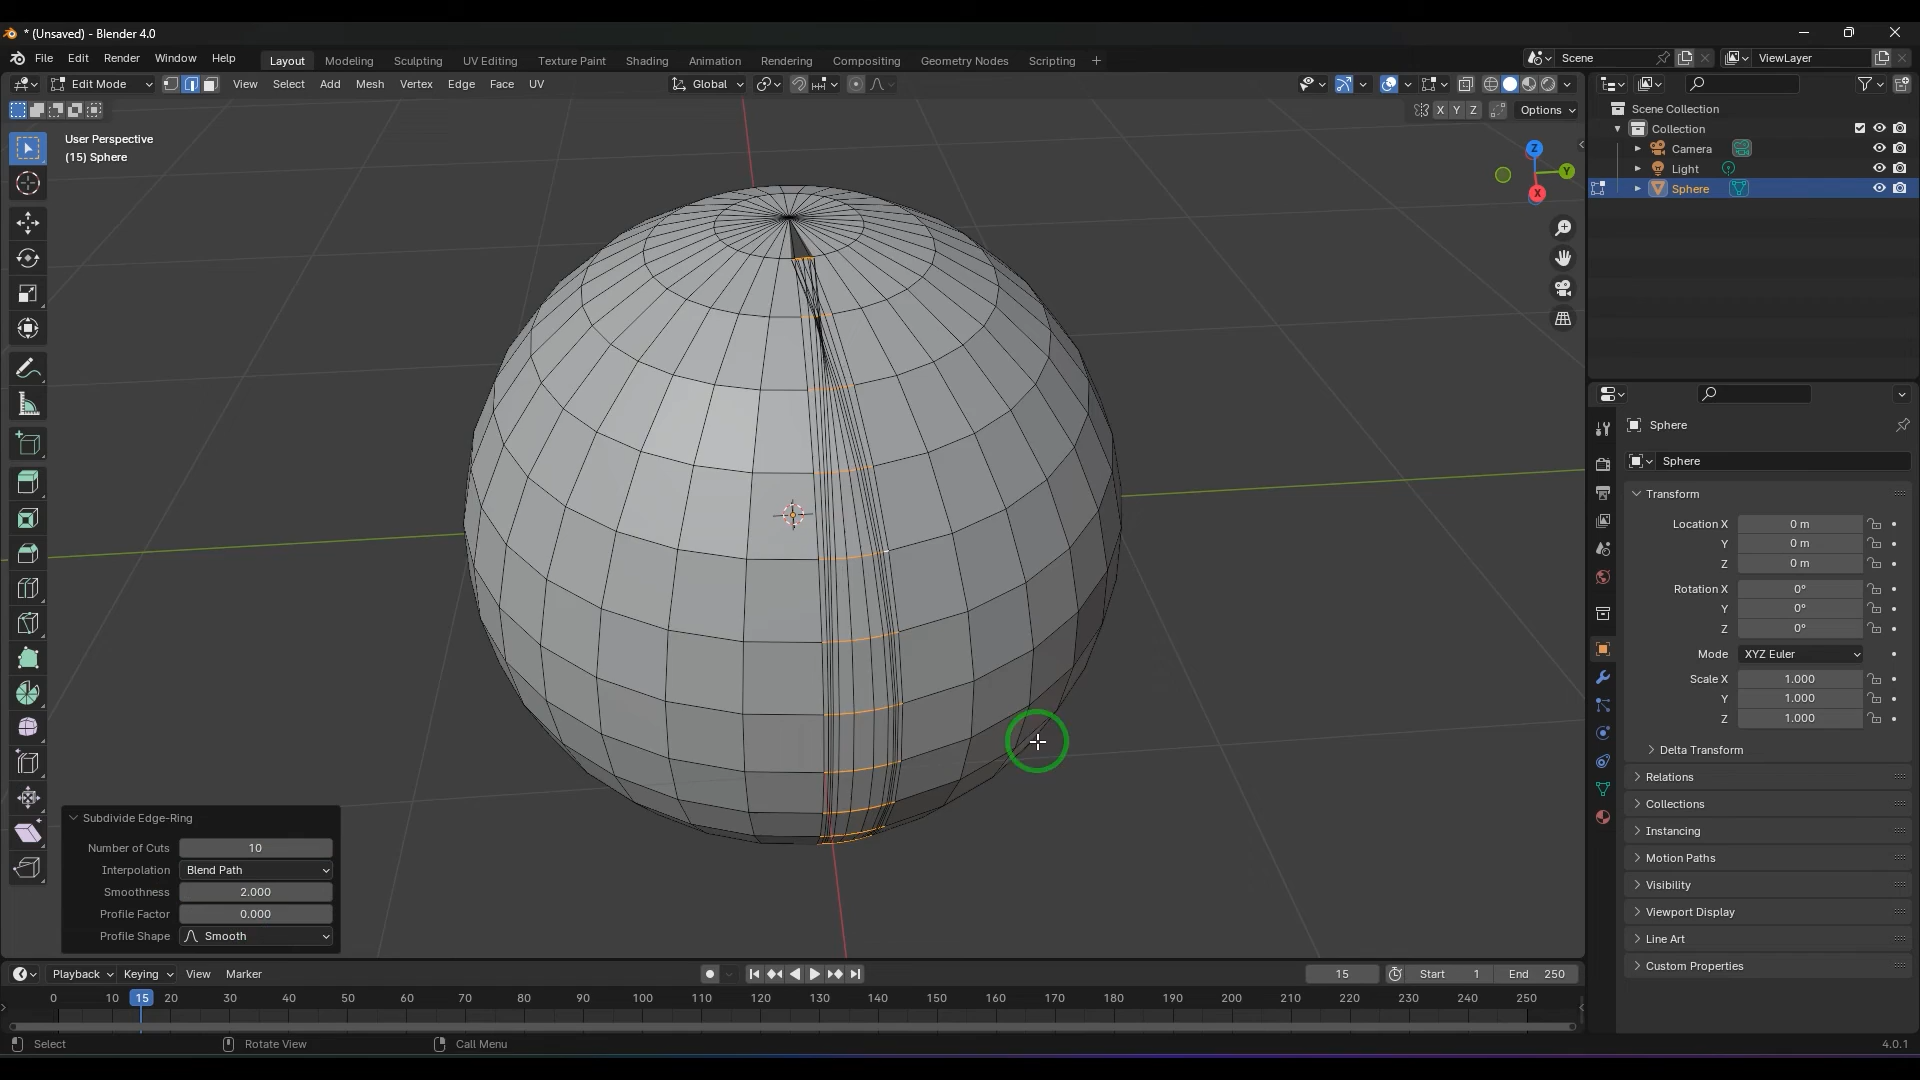 * (Unsaved) - Blender 4.0
File Edit Render Window Help Layout Modeling Sculpting UV Editing Texture Paint Shading Animation Rendering Compositing Geometry Nodes Scripting + Scene ViewLayer
Edit Mode View Select Add Mesh Vertex Edge Face UV Global
X Y Z Options
User Perspective
(15) Sphere
Z
Y
X
Scene Collection
Collection
Camera
Light
Sphere
Sphere
Sphere
Transform
Location X 0 m
Y 0 m
Z 0 m
Rotation X 0°
Y 0°
Z 0°
Mode XYZ Euler
Scale X 1.000
Y 1.000
Z 1.000
Delta Transform
Relations
Collections
Instancing
Motion Paths
Visibility
Viewport Display
Line Art
Custom Properties
Subdivide Edge-Ring
Number of Cuts 10
Interpolation Blend Path
Smoothness 2.000
Profile Factor 0.000
Profile Shape Smooth
Playback Keying View Marker 15 Start 1 End 250
0 10 15 20 30 40 50 60 70 80 90 100 110 120 130 140 150 160 170 180 190 200 210 220 230 240 250
Select Rotate View Call Menu 4.0.1